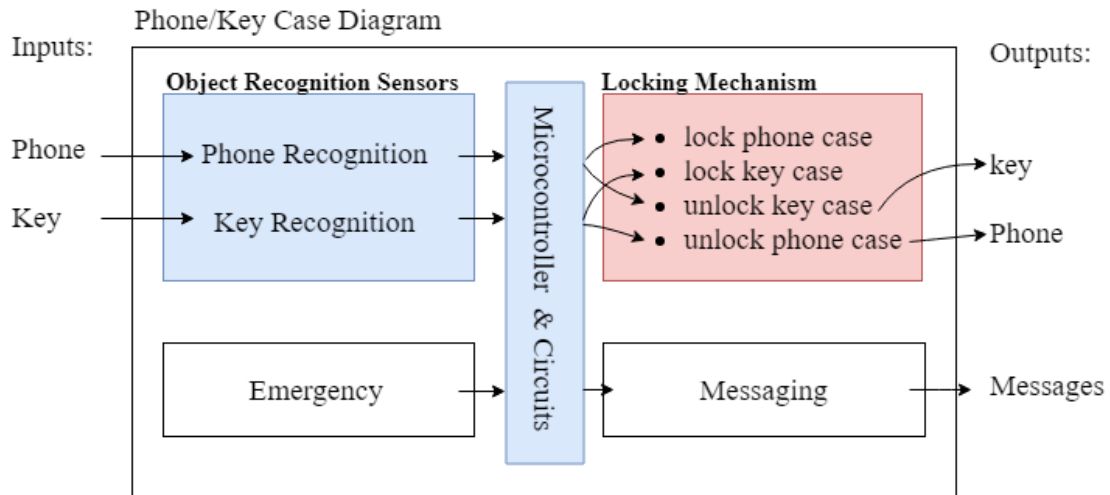 Phone/Key Case Diagram
Inputs:
Outputs:
Object Recognition Sensors
Locking Mechanism
Phone
Phone Recognition
Key
Key Recognition
Microcontroller & Circuits
• lock phone case
• lock key case
• unlock key case
• unlock phone case
key
Phone
Emergency
Messaging
Messages